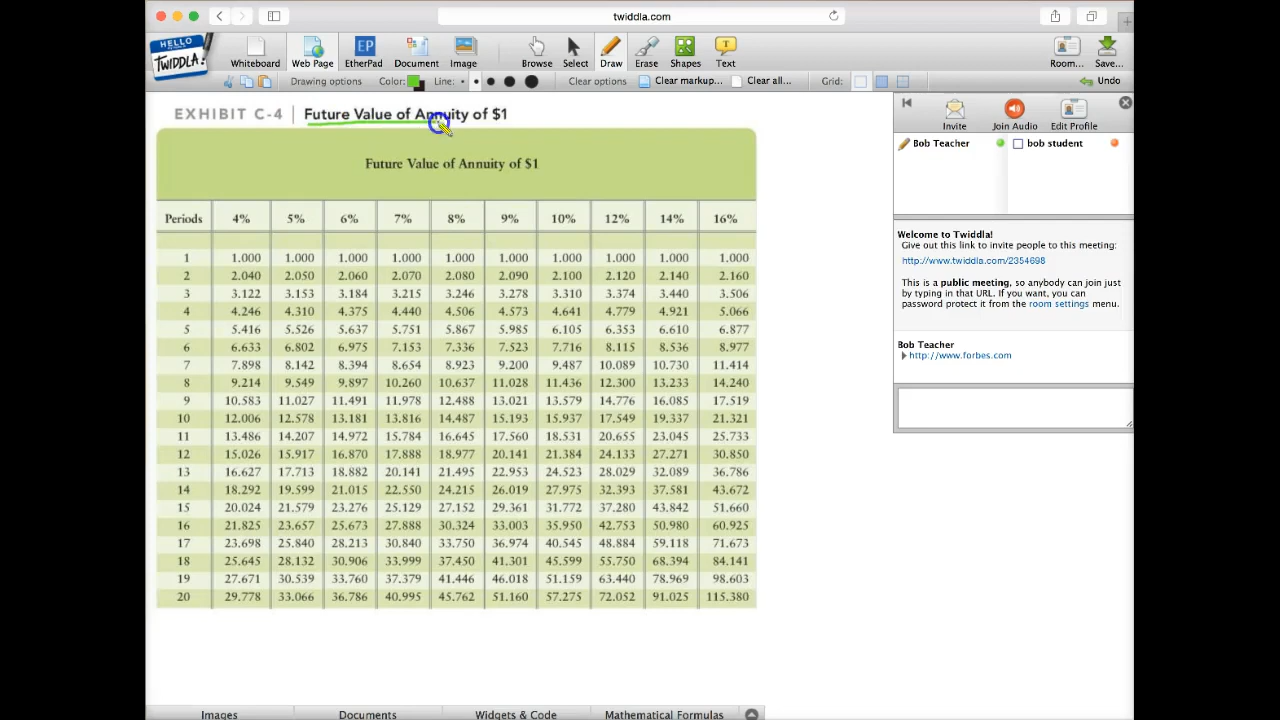 twiddla.com
HELLO
TWIDDLA!
Whiteboard Web Page EtherPad Document Image Browse Select Draw Erase Shapes Text Room... Save...
EP
T
Drawing options Color: Line: Clear options Clear markup... Clear all... Grid: Undo
EXHIBIT C-4 | Future Value of Annuity of $1
Future Value of Annuity of $1
Periods 4% 5% 6% 7% 8% 9% 10% 12% 14% 16%
1 1.000 1.000 1.000 1.000 1.000 1.000 1.000 1.000 1.000 1.000
2 2.040 2.050 2.060 2.070 2.080 2.090 2.100 2.120 2.140 2.160
3 3.122 3.153 3.184 3.215 3.246 3.278 3.310 3.374 3.440 3.506
4 4.246 4.310 4.375 4.440 4.506 4.573 4.641 4.779 4.921 5.066
5 5.416 5.526 5.637 5.751 5.867 5.985 6.105 6.353 6.610 6.877
6 6.633 6.802 6.975 7.153 7.336 7.523 7.716 8.115 8.536 8.977
7 7.898 8.142 8.394 8.654 8.923 9.200 9.487 10.089 10.730 11.414
8 9.214 9.549 9.897 10.260 10.637 11.028 11.436 12.300 13.233 14.240
9 10.583 11.027 11.491 11.978 12.488 13.021 13.579 14.776 16.085 17.519
10 12.006 12.578 13.181 13.816 14.487 15.193 15.937 17.549 19.337 21.321
11 13.486 14.207 14.972 15.784 16.645 17.560 18.531 20.655 23.045 25.733
12 15.026 15.917 16.870 17.888 18.977 20.141 21.384 24.133 27.271 30.850
13 16.627 17.713 18.882 20.141 21.495 22.953 24.523 28.029 32.089 36.786
14 18.292 19.599 21.015 22.550 24.215 26.019 27.975 32.393 37.581 43.672
15 20.024 21.579 23.276 25.129 27.152 29.361 31.772 37.280 43.842 51.660
16 21.825 23.657 25.673 27.888 30.324 33.003 35.950 42.753 50.980 60.925
17 23.698 25.840 28.213 30.840 33.750 36.974 40.545 48.884 59.118 71.673
18 25.645 28.132 30.906 33.999 37.450 41.301 45.599 55.750 68.394 84.141
19 27.671 30.539 33.760 37.379 41.446 46.018 51.159 63.440 78.969 98.603
20 29.778 33.066 36.786 40.995 45.762 51.160 57.275 72.052 91.025 115.380
Invite Join Audio Edit Profile
Bob Teacher bob student
Welcome to Twiddla!
Give out this link to invite people to this meeting:
http://www.twiddla.com/2354698
This is a public meeting, so anybody can join just
by typing in that URL. If you want, you can
password protect it from the room settings menu.
Bob Teacher
http://www.forbes.com
Images Documents Widgets & Code Mathematical Formulas